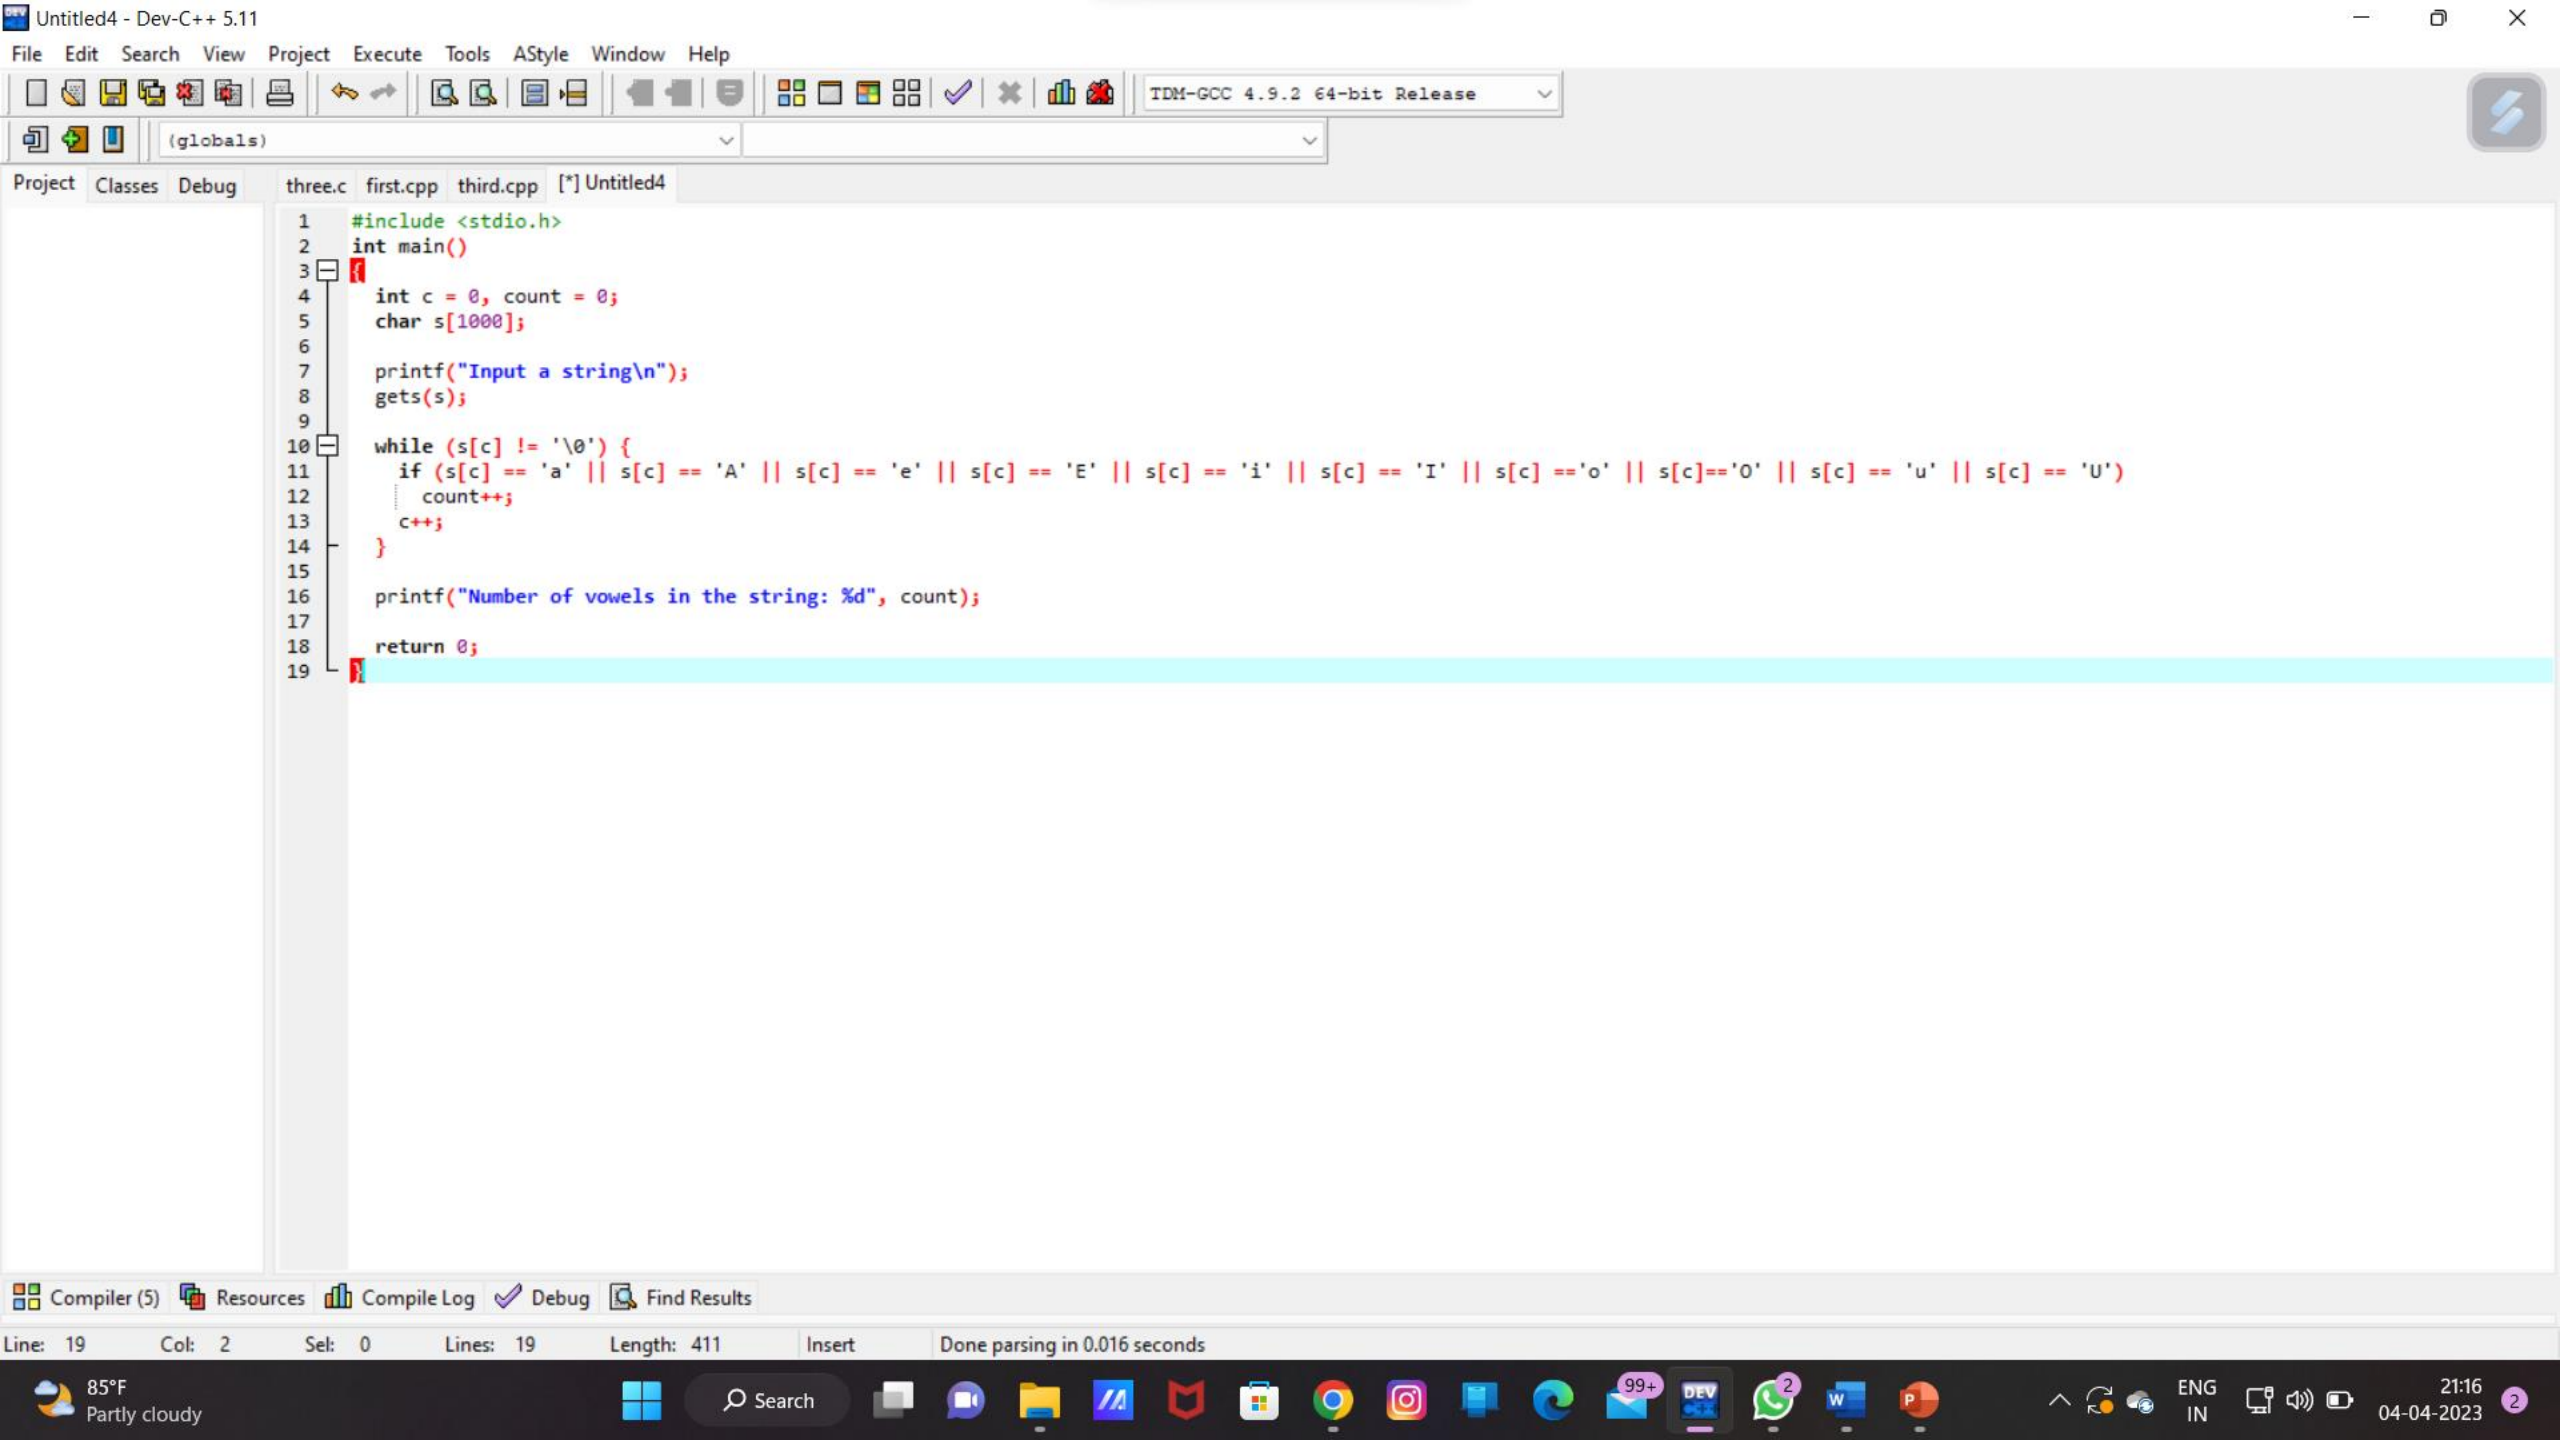 Untitled4 - Dev-C++ 5.11
File Edit Search View Project Execute Tools AStyle Window Help
TDM-GCC 4.9.2 64-bit Release
(globals)
Project Classes Debug three.c first.cpp third.cpp [*] Untitled4
1 #include <stdio.h>
2 int main()
3 {
4 int c = 0, count = 0;
5 char s[1000];
6
7 printf("Input a string\n");
8 gets(s);
9
10 while (s[c] != '\0') {
11 if (s[c] == 'a' || s[c] == 'A' || s[c] == 'e' || s[c] == 'E' || s[c] == 'i' || s[c] == 'I' || s[c] =='o' || s[c]=='O' || s[c] == 'u' || s[c] == 'U')
12 count++;
13 c++;
14 }
15
16 printf("Number of vowels in the string: %d", count);
17
18 return 0;
19 }
Compiler (5) Resources Compile Log Debug Find Results
Line: 19 Col: 2 Sel: 0 Lines: 19 Length: 411 Insert Done parsing in 0.016 seconds
85°F
Partly cloudy
Search
99+
DEV
C++
2
W
P
ENG
IN
21:16
04-04-2023
2